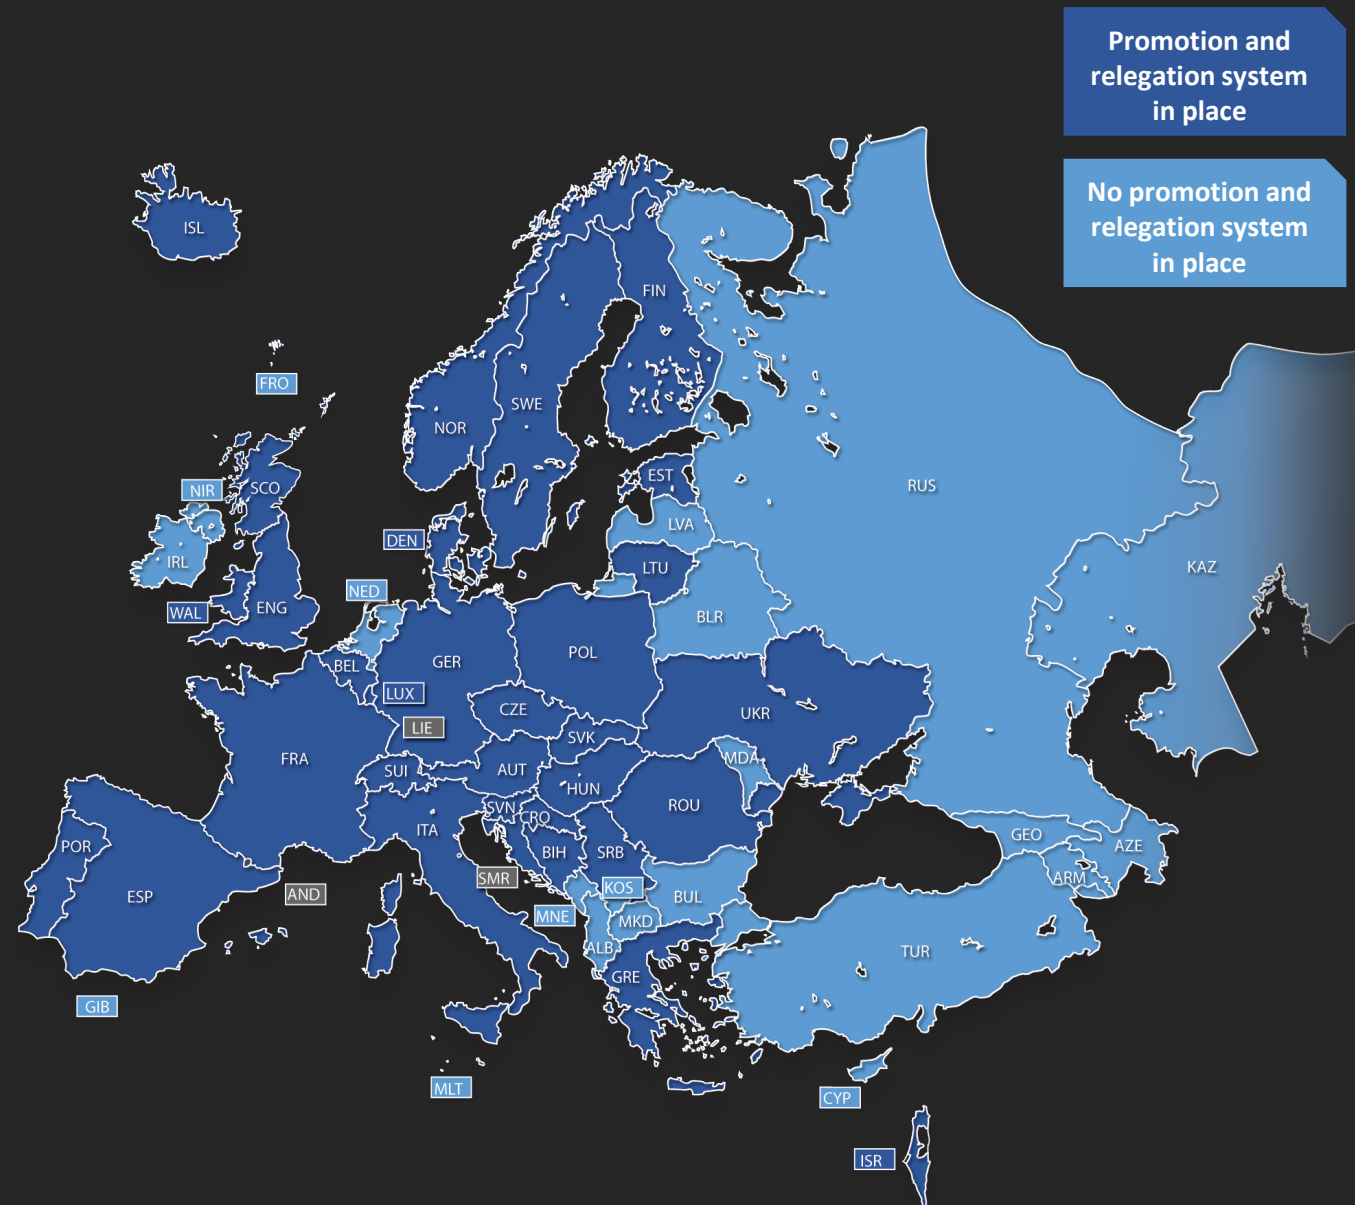 Promotion and
relegation system
in place
No promotion and
relegation system
in place
ISL
FIN
FRO
SWE
NOR
EST
RUS
NIR
SCO
LVA
DEN
IRL
LTU
KAZ
NED
WAL
ENG
BLR
BEL
GER
POL
LUX
CZE
UKR
LIE
SVK
FRA
MDA
SUI
AUT
HUN
ROU
SVN
CRO
ITA
GEO
POR
BIH
SRB
AZE
SMR
ARM
ESP
AND
KOS
BUL
MNE
MKD
ALB
TUR
GRE
GIB
MLT
CYP
ISR